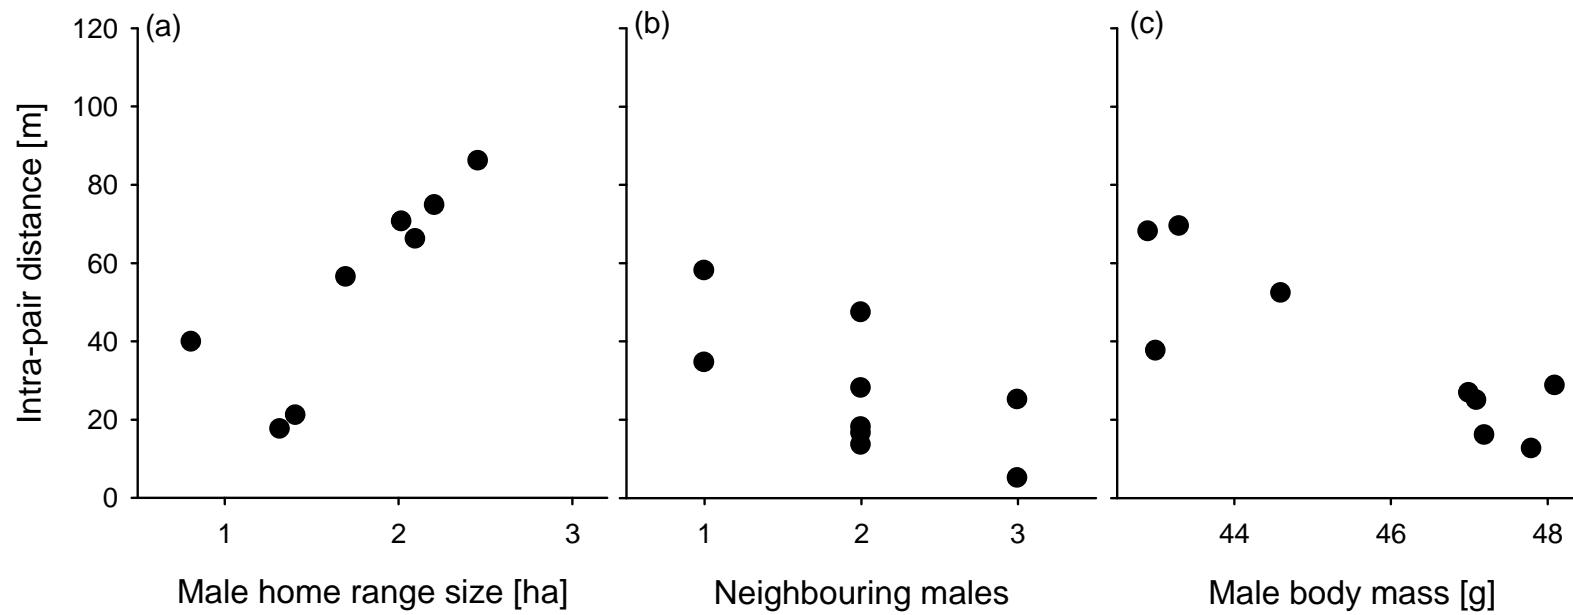 (a)
(b)
(c)
Intra-pair distance [m]
120
100
80
60
40
20
0
1 2 3
1 2 3
44 46 48
Male home range size [ha]
Neighbouring males
Male body mass [g]